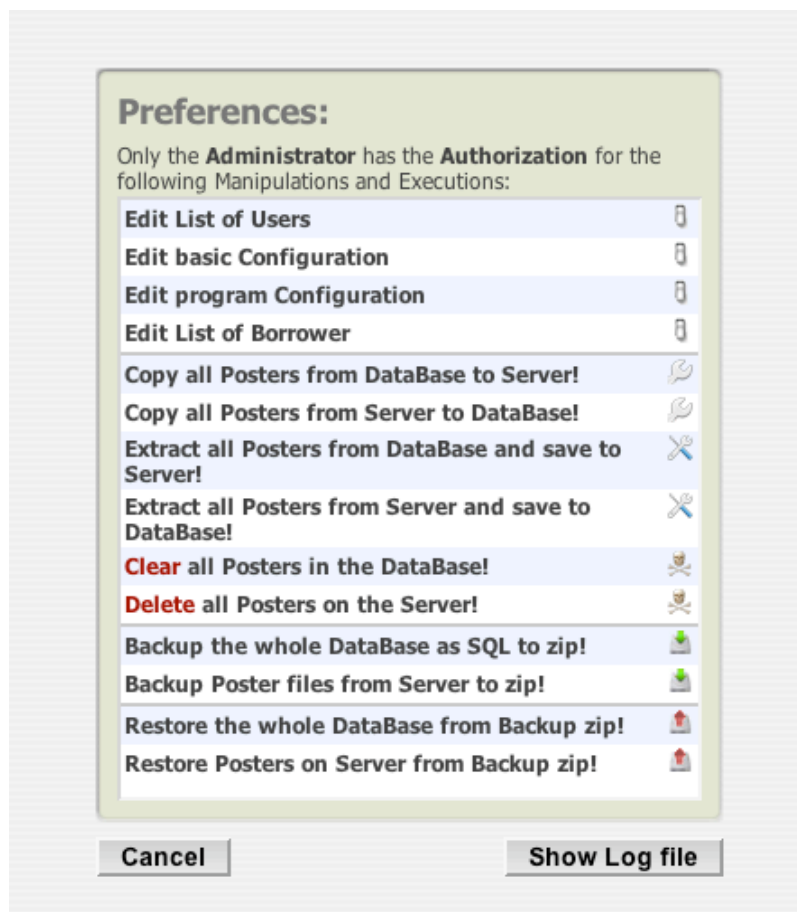 Preferences:
Only the Administrator has the Authorization for the
following Manipulations and Executions:
Edit List of Users
Edit basic Configuration
Edit program Configuration
Edit List of Borrower
Copy all Posters from DataBase to Server!
Copy all Posters from Server to DataBase!
Extract all Posters from DataBase and save to
Server!
Extract all Posters from Server and save to
DataBase!
Clear all Posters in the DataBase!
Delete all Posters on the Server!
Backup the whole DataBase as SQL to zip!
Backup Poster files from Server to zip!
Restore the whole DataBase from Backup zip!
Restore Posters on Server from Backup zip!
Cancel
Show Log file